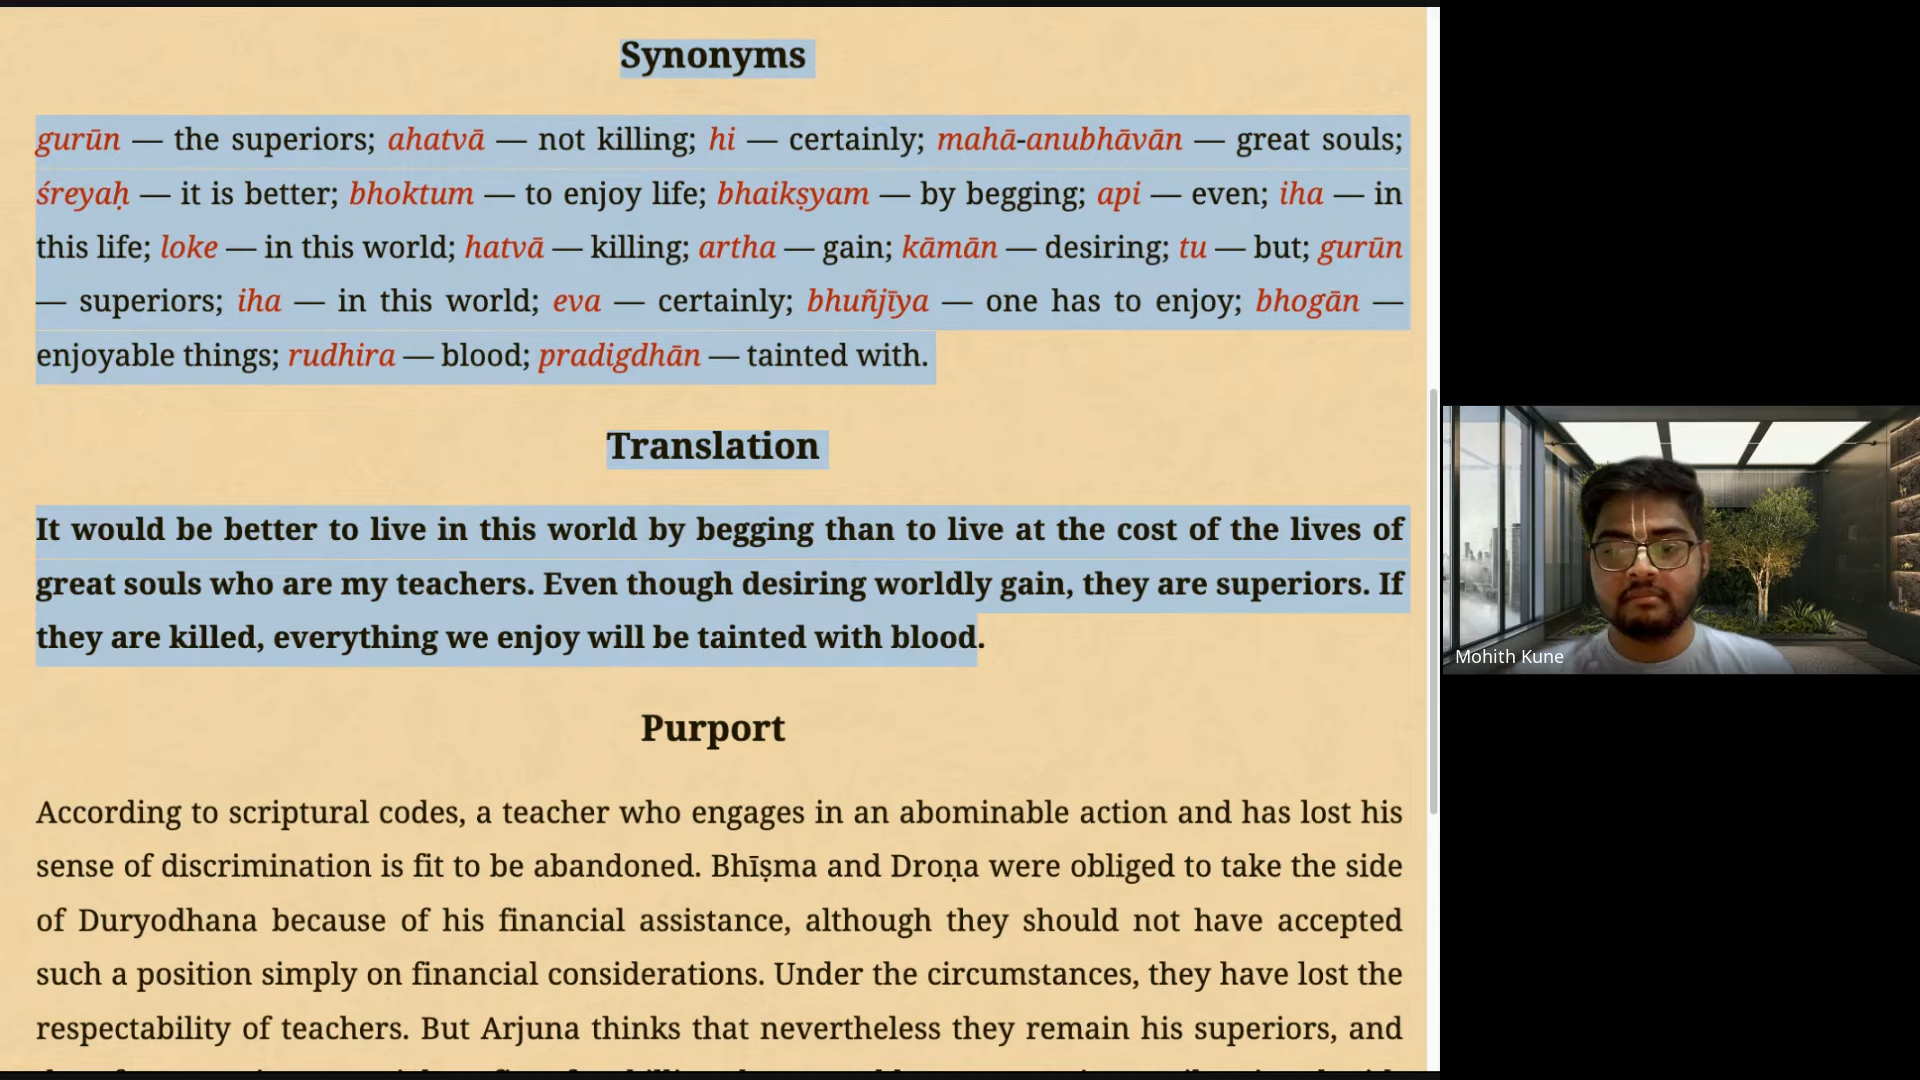 Synonyms
gurūn — the superiors; ahatvā — not killing; hi — certainly; mahā-anubhāvān — great souls;
śreyaḥ — it is better; bhoktum — to enjoy life; bhaikṣyam — by begging; api — even; iha — in
this life; loke — in this world; hatvā — killing; artha — gain; kāmān — desiring; tu — but; gurūn
— superiors; iha — in this world; eva — certainly; bhuñjīya — one has to enjoy; bhogān —
enjoyable things; rudhira — blood; pradigdhān — tainted with.
Translation
It would be better to live in this world by begging than to live at the cost of the lives of
great souls who are my teachers. Even though desiring worldly gain, they are superiors. If
they are killed, everything we enjoy will be tainted with blood.
Purport
According to scriptural codes, a teacher who engages in an abominable action and has lost his
sense of discrimination is fit to be abandoned. Bhīṣma and Droṇa were obliged to take the side
of Duryodhana because of his financial assistance, although they should not have accepted
such a position simply on financial considerations. Under the circumstances, they have lost the
respectability of teachers. But Arjuna thinks that nevertheless they remain his superiors, and
Mohith Kune